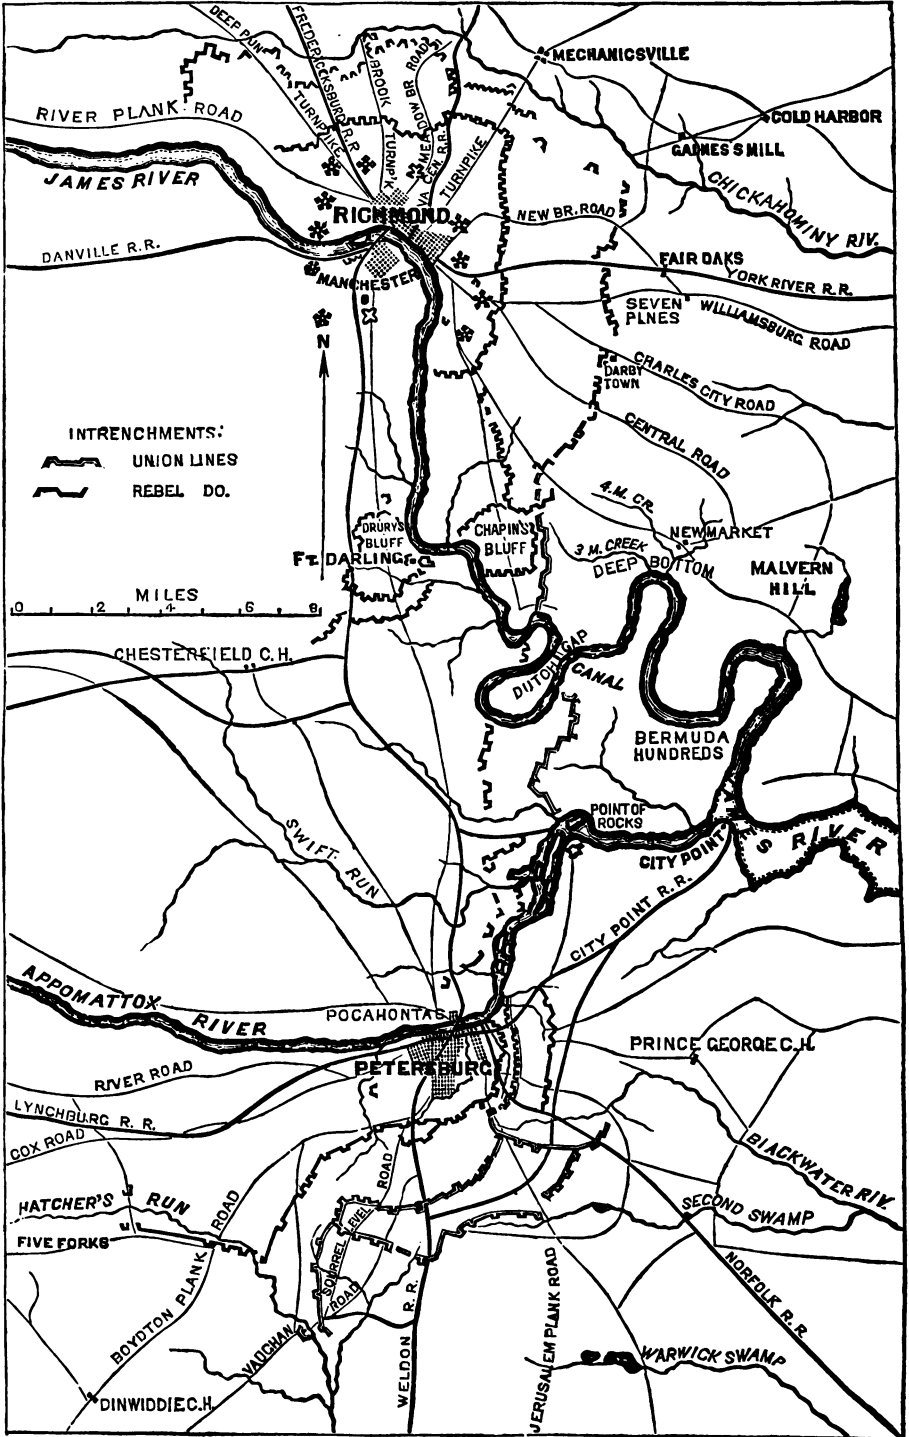 DEEP RUN
TURNPIKE
FREDERICKSBURG R.R
BROOK
TURNP'K
MEADOW BR ROAD
VA CEN. R.R.
TURNPIKE
MECHANICSVILLE
RIVER PLANK ROAD
COLD HARBOR
GAINES S MILL
JAMES RIVER
CHICKAHOMINY RIV.
RICHMOND
NEW BR. ROAD
DANVILLE R.R.
FAIR OAKS
YORK RIVER R.R.
MANCHESTER
SEVEN
PINES
WILLIAMSBURG ROAD
N
DARBY
TOWN
CHARLES CITY ROAD
INTRENCHMENTS:
UNION LINES
REBEL DO.
CENTRAL ROAD
4.M. CR.
DRURYS
BLUFF
CHAPIN'S
BLUFF
NEW MARKET
3 M. CREEK
FT. DARLING
DEEP BOTTOM
MALVERN
HILL
MILES
0 2 4 6 8
CHESTERFIELD C.H.
DUTCH GAP
CANAL
BERMUDA
HUNDREDS
POINT OF
ROCKS
SWIFT RUN
CITY POINT
S RIVER
CITY POINT R.R.
APPOMATTOX
RIVER
POCAHONTAS
PRINCE GEORGE C.H.
PETERSBURG
RIVER ROAD
LYNCHBURG R. R.
COX ROAD
BLACKWATER RIV.
HATCHER'S RUN
ROAD
ROAD
SECOND SWAMP
FIVE FORKS
SQUIRREL LEVEL
ROAD
BOYDTON PLANK
NORFOLK R.R
VAUGHAN
WELDON R.R.
JERUSALEM PLANK ROAD
WARWICK SWAMP
DINWIDDIE C.H.